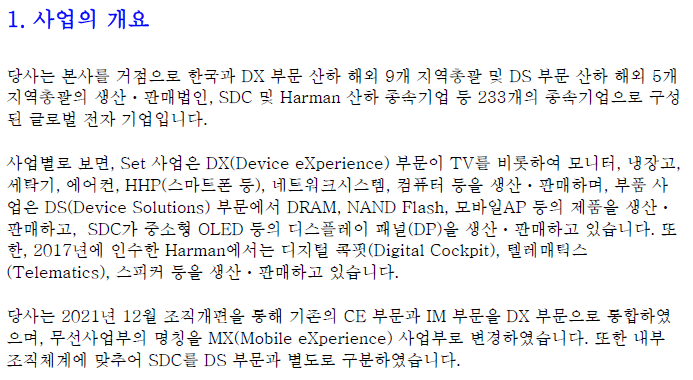 1. 사업의 개요
당사는 본사를 거점으로 한국과 DX 부문 산하 해외 9개 지역총괄 및 DS 부문 산하 해외 5개
지역총괄의 생산·판매법인, SDC 및 Harman 산하 종속기업 등 233개의 종속기업으로 구성
된 글로벌 전자 기업입니다.
사업별로 보면, Set 사업은 DX(Device eXperience) 부문이 TV를 비롯하여 모니터, 냉장고,
세탁기, 에어컨, HHP(스마트폰 등), 네트워크시스템, 컴퓨터 등을 생산·판매하며, 부품 사
업은 DS(Device Solutions) 부문에서 DRAM, NAND Flash, 모바일AP 등의 제품을 생산·
판매하고, SDC가 중소형 OLED 등의 디스플레이 패널(DP)을 생산·판매하고 있습니다. 또
한, 2017년에 인수한 Harman에서는 디지털 콕핏(Digital Cockpit), 텔레매틱스
(Telematics), 스피커 등을 생산·판매하고 있습니다.
당사는 2021년 12월 조직개편을 통해 기존의 CE 부문과 IM 부문을 DX 부문으로 통합하였
으며, 무선사업부의 명칭을 MX(Mobile eXperience) 사업부로 변경하였습니다. 또한 내부
조직체계에 맞추어 SDC를 DS 부문과 별도로 구분하였습니다.